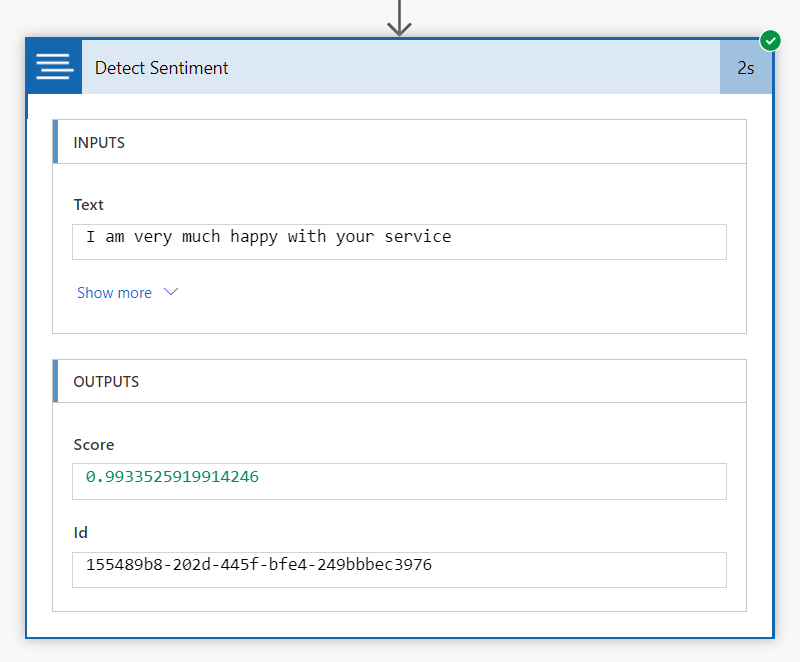 Detect Sentiment
2s
INPUTS
Text
I am very much happy with your service
Show more
OUTPUTS
Score
0.9933525919914246
Id
155489b8-202d-445f-bfe4-249bbbec3976